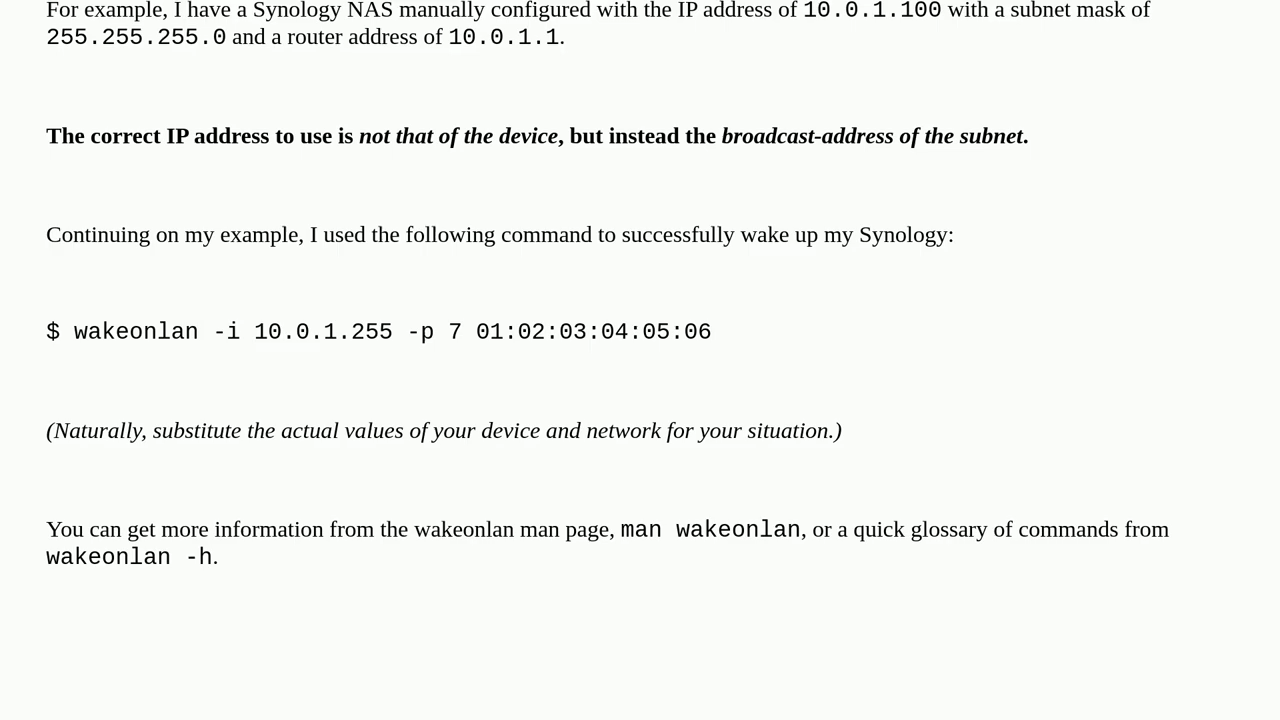 For example, I have a Synology NAS manually configured with the IP address of 10.0.1.100 with a subnet mask of
255.255.255.0 and a router address of 10.0.1.1.
The correct IP address to use is not that of the device, but instead the broadcast-address of the subnet.
Continuing on my example, I used the following command to successfully wake up my Synology:
$ wakeonlan -i 10.0.1.255 -p 7 01:02:03:04:05:06
(Naturally, substitute the actual values of your device and network for your situation.)
You can get more information from the wakeonlan man page, man wakeonlan, or a quick glossary of commands from
wakeonlan -h.